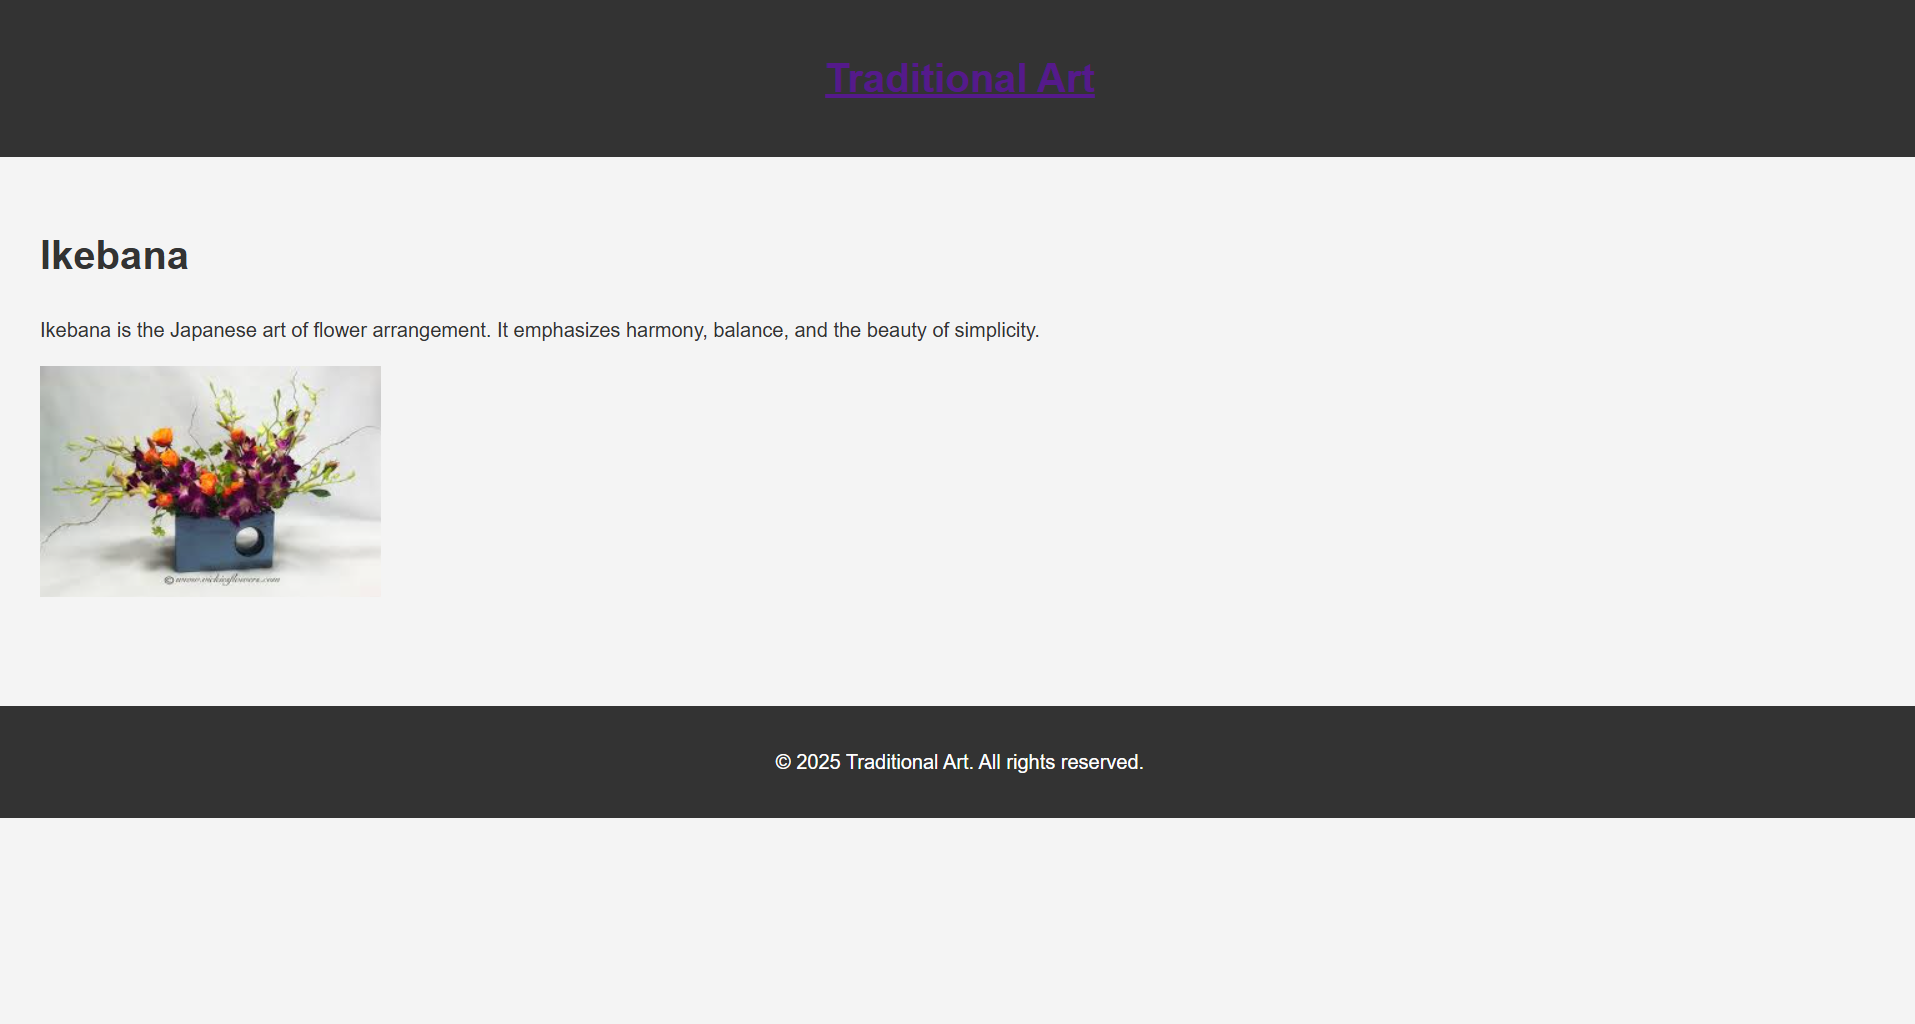 Traditional Art
Ikebana
Ikebana is the Japanese art of flower arrangement. It emphasizes harmony, balance, and the beauty of simplicity.
© www.vickiesflowers.com
© 2025 Traditional Art. All rights reserved.